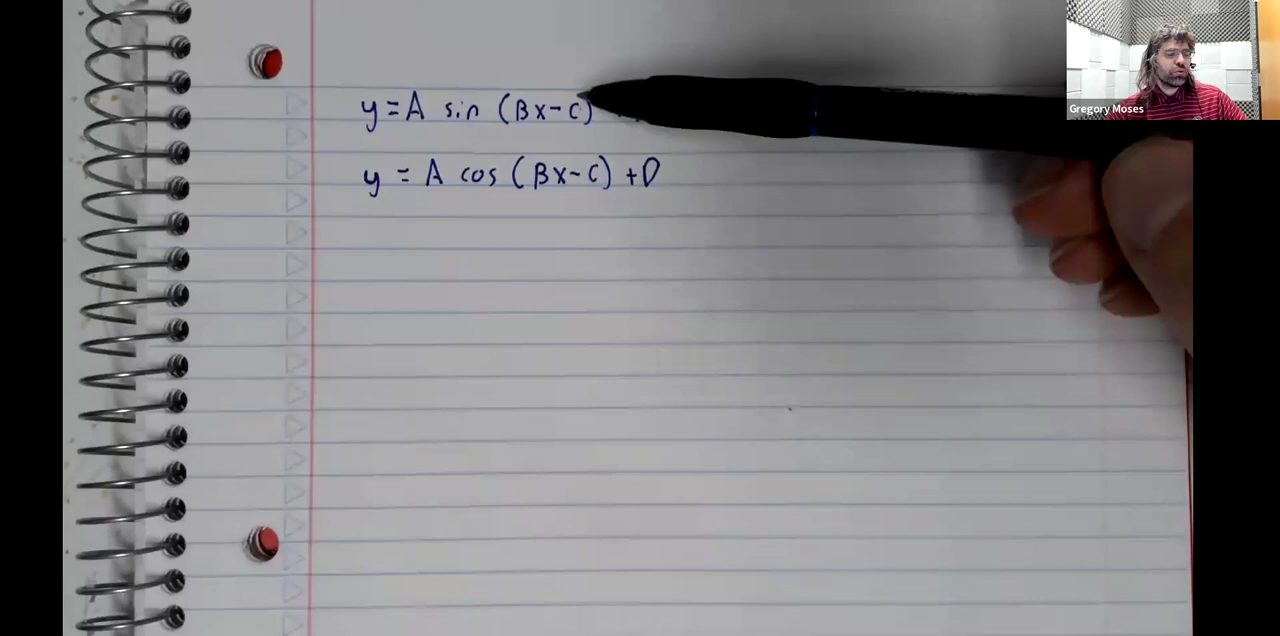 y = A sin (Bx - C)
y = A cos (Bx - C) + D
Gregory Moses